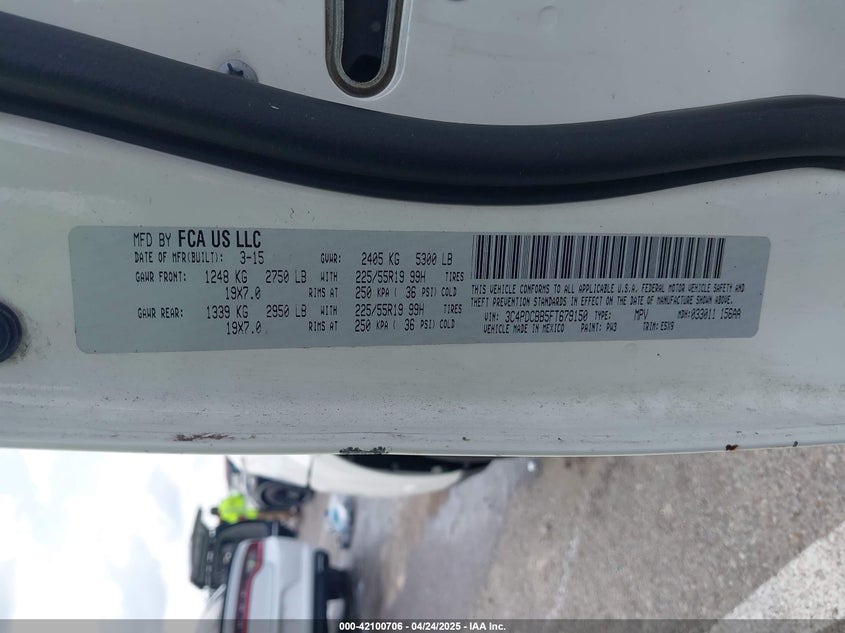 MFD BY FCA US LLC
DATE OF MFR(BUILT): 3-15 GVWR: 2405 KG 5300 LB
GAWR FRONT: 1248 KG 2750 LB WITH 225/55R19 99H TIRES
19X7.0 RIMS AT 250 KPA ( 36 PSI) COLD
GAWR REAR: 1339 KG 2950 LB WITH 225/55R19 99H TIRES
19X7.0 RIMS AT 250 KPA ( 36 PSI) COLD
THIS VEHICLE CONFORMS TO ALL APPLICABLE U.S.A. FEDERAL MOTOR VEHICLE SAFETY AND
THEFT PREVENTION STANDARDS IN EFFECT ON THE DATE OF MANUFACTURE SHOWN ABOVE.
VIN: 3C4PDCBB5FT679150 TYPE: MPV MDH: 033011 156AA
VEHICLE MADE IN MEXICO PAINT: PW3 TRIM: E5X9
000-42100706 - 04/24/2025 - IAA Inc.